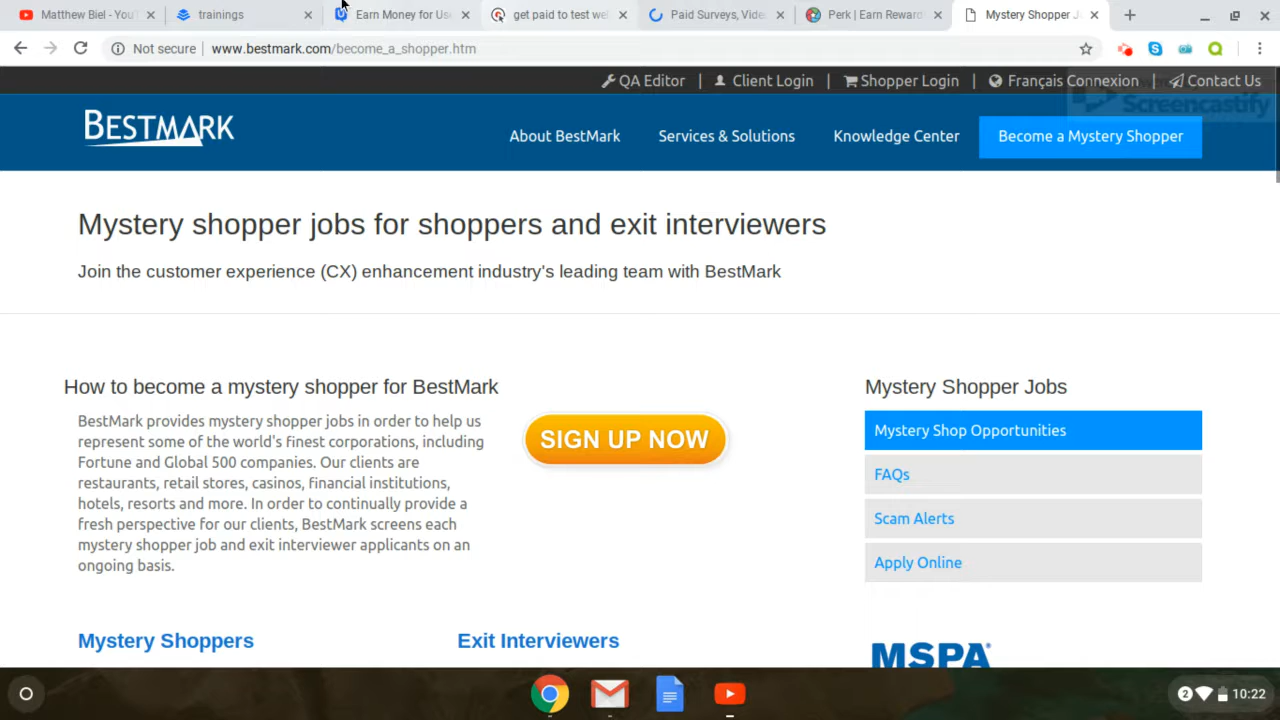 Matthew Biel - YouT
trainings
Earn Money for Use
get paid to test wel
Paid Surveys, Video
Perk | Earn Reward
Mystery Shopper Jo
Not secure | www.bestmark.com/become_a_shopper.htm
QA Editor | Client Login | Shopper Login | Français Connexion | Contact Us
Screencastify
BESTMARK
About BestMark
Services & Solutions
Knowledge Center
Become a Mystery Shopper
Mystery shopper jobs for shoppers and exit interviewers
Join the customer experience (CX) enhancement industry's leading team with BestMark
How to become a mystery shopper for BestMark
BestMark provides mystery shopper jobs in order to help us
represent some of the world's finest corporations, including
Fortune and Global 500 companies. Our clients are
restaurants, retail stores, casinos, financial institutions,
hotels, resorts and more. In order to continually provide a
fresh perspective for our clients, BestMark screens each
mystery shopper job and exit interviewer applicants on an
ongoing basis.
SIGN UP NOW
Mystery Shopper Jobs
Mystery Shop Opportunities
FAQs
Scam Alerts
Apply Online
Mystery Shoppers
Exit Interviewers
MSPA
2
10:22